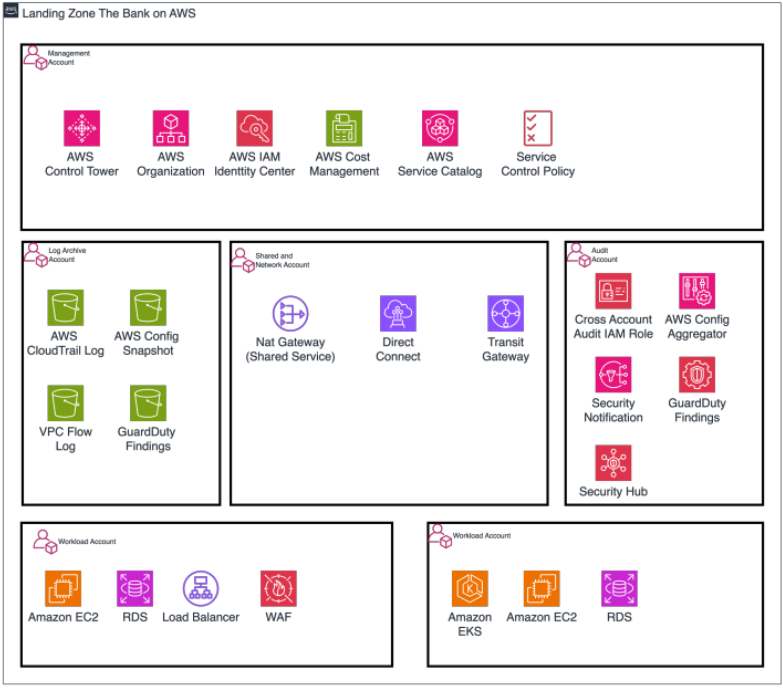 aws
Landing Zone The Bank on AWS
Management
Account
AWS
Control Tower
AWS
Organization
AWS IAM
Identtity Center
AWS Cost
Management
AWS
Service Catalog
Service
Control Policy
Log Archive
Account
AWS
CloudTrail Log
AWS Config
Snapshot
VPC Flow
Log
GuardDuty
Findings
Shared and
Network Account
Nat Gateway
(Shared Service)
Direct
Connect
Transit
Gateway
Audit
Account
Cross Account
Audit IAM Role
AWS Config
Aggregator
Security
Notification
GuardDuty
Findings
Security Hub
Workload Account
Amazon EC2
RDS
Load Balancer
WAF
Workload Account
Amazon
EKS
Amazon EC2
RDS